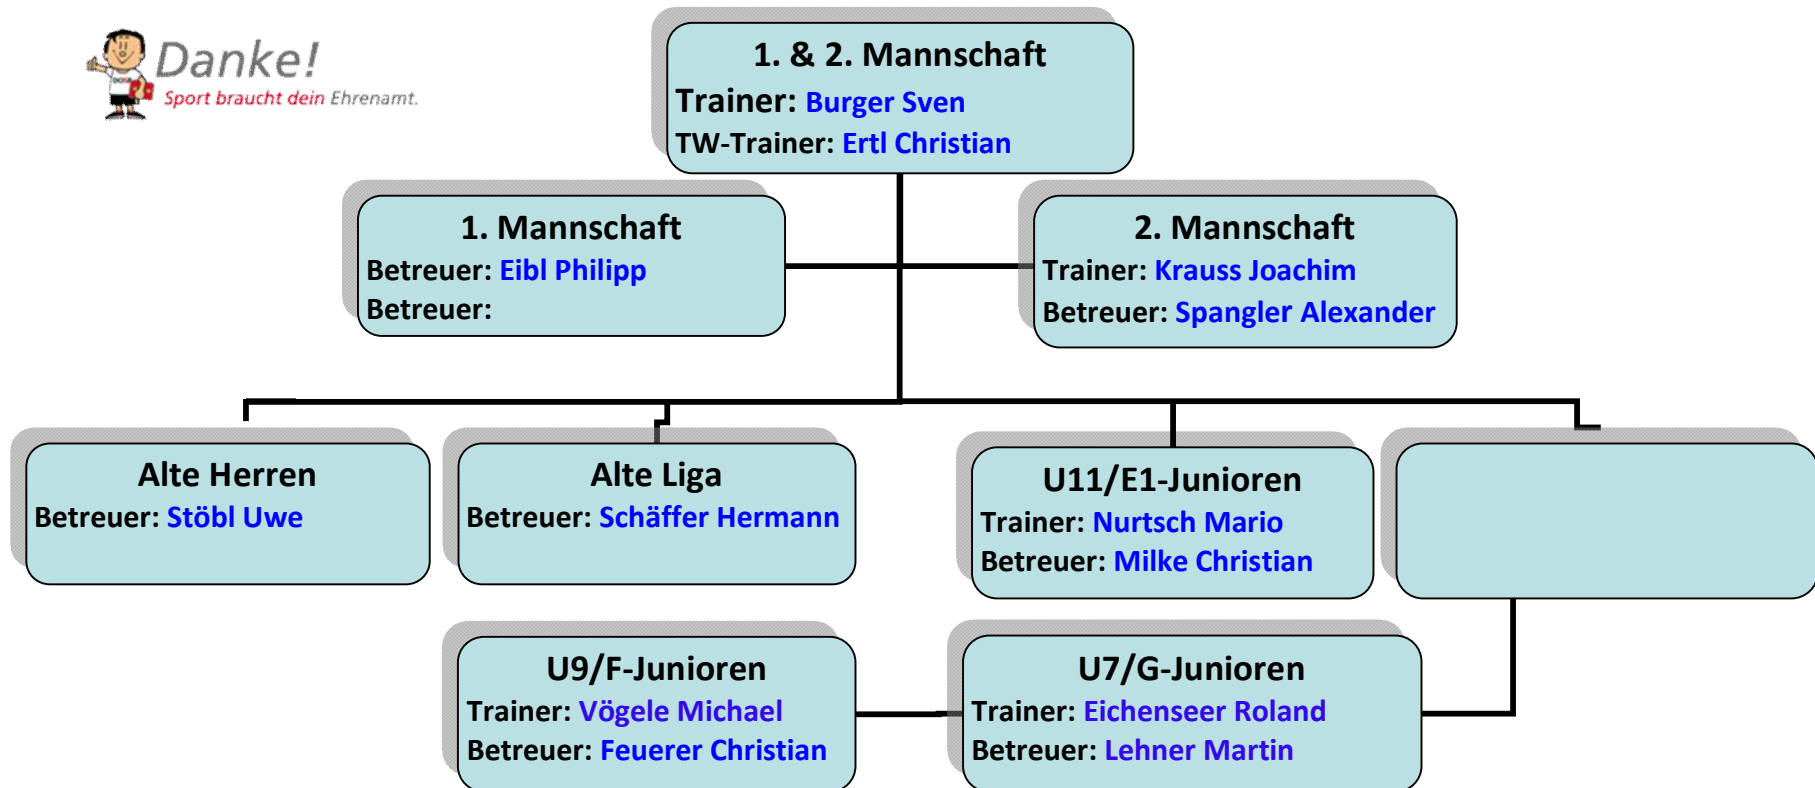 Danke!
Sport braucht dein Ehrenamt.
1. & 2. Mannschaft
Trainer: Burger Sven
TW-Trainer: Ertl Christian
1. Mannschaft
Betreuer: Eibl Philipp
Betreuer:
2. Mannschaft
Trainer: Krauss Joachim
Betreuer: Spangler Alexander
Alte Herren
Betreuer: Stöbl Uwe
Alte Liga
Betreuer: Schäffer Hermann
U11/E1-Junioren
Trainer: Nurtsch Mario
Betreuer: Milke Christian
U9/F-Junioren
Trainer: Vögele Michael
Betreuer: Feuerer Christian
U7/G-Junioren
Trainer: Eichenseer Roland
Betreuer: Lehner Martin